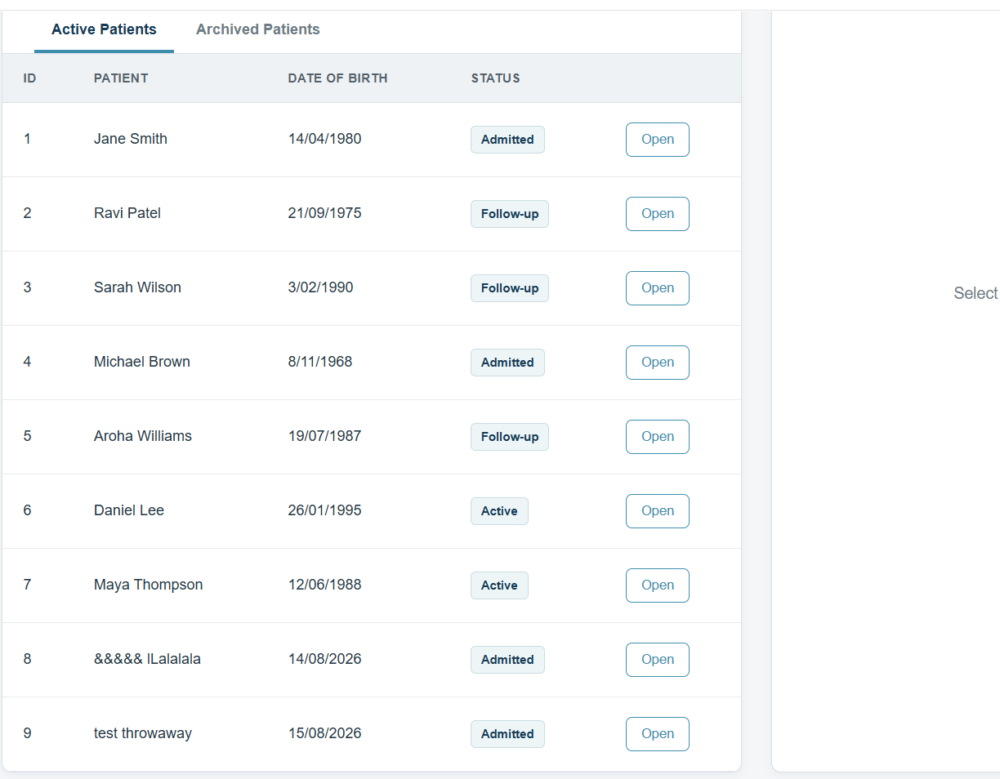 Active Patients Archived Patients
ID PATIENT DATE OF BIRTH STATUS
1 Jane Smith 14/04/1980 Admitted Open
2 Ravi Patel 21/09/1975 Follow-up Open
3 Sarah Wilson 3/02/1990 Follow-up Open
Select
4 Michael Brown 8/11/1968 Admitted Open
5 Aroha Williams 19/07/1987 Follow-up Open
6 Daniel Lee 26/01/1995 Active Open
7 Maya Thompson 12/06/1988 Active Open
8 &&&&& lLalalala 14/08/2026 Admitted Open
9 test throwaway 15/08/2026 Admitted Open